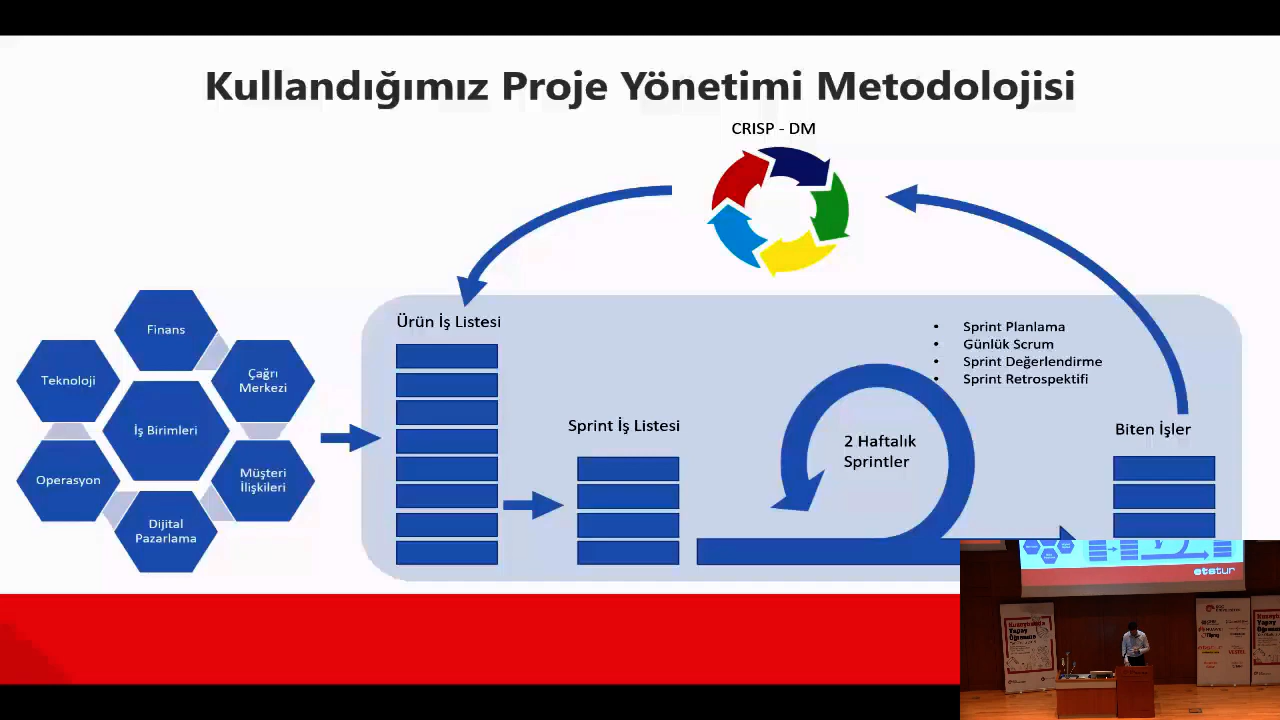 Kullandığımız Proje Yönetimi Metodolojisi
CRISP - DM
Finans
Teknoloji
Çağrı
Merkezi
İş Birimleri
Operasyon
Müşteri
İlişkileri
Dijital
Pazarlama
Ürün İş Listesi
Sprint İş Listesi
2 Haftalık
Sprintler
• Sprint Planlama
• Günlük Scrum
• Sprint Değerlendirme
• Sprint Retrospektifi
Biten İşler
etstur